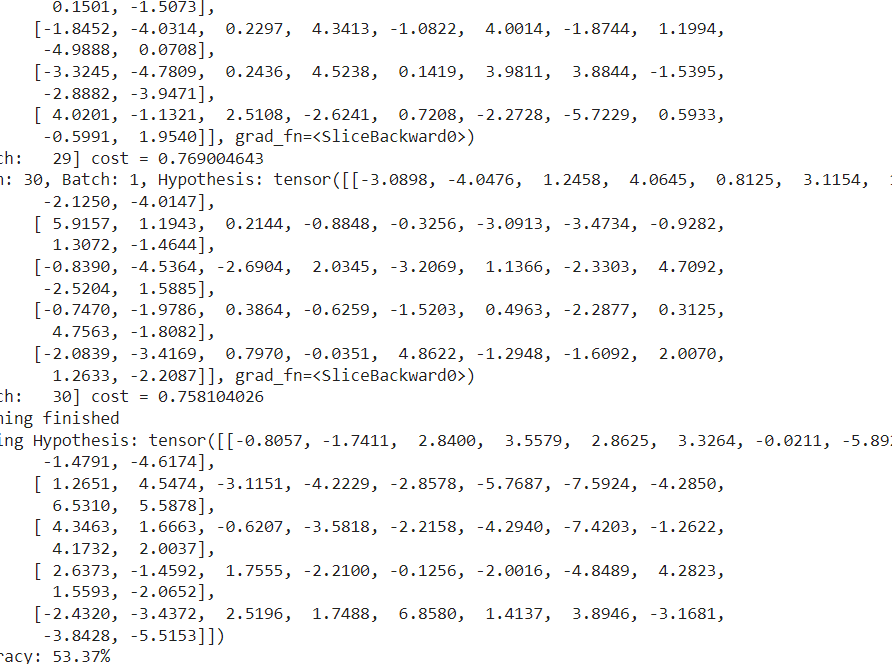 0.1501, -1.5073],
[-1.8452, -4.0314,  0.2297,  4.3413, -1.0822,  4.0014, -1.8744,  1.1994,
-4.9888,  0.0708],
[-3.3245, -4.7809,  0.2436,  4.5238,  0.1419,  3.9811,  3.8844, -1.5395,
-2.8882, -3.9471],
[ 4.0201, -1.1321,  2.5108, -2.6241,  0.7208, -2.2728, -5.7229,  0.5933,
-0.5991,  1.9540]], grad_fn=<SliceBackward0>)
ch:   29] cost = 0.769004643
h: 30, Batch: 1, Hypothesis: tensor([[-3.0898, -4.0476,  1.2458,  4.0645,  0.8125,  3.1154,
-2.1250, -4.0147],
[ 5.9157,  1.1943,  0.2144, -0.8848, -0.3256, -3.0913, -3.4734, -0.9282,
1.3072, -1.4644],
[-0.8390, -4.5364, -2.6904,  2.0345, -3.2069,  1.1366, -2.3303,  4.7092,
-2.5204,  1.5885],
[-0.7470, -1.9786,  0.3864, -0.6259, -1.5203,  0.4963, -2.2877,  0.3125,
4.7563, -1.8082],
[-2.0839, -3.4169,  0.7970, -0.0351,  4.8622, -1.2948, -1.6092,  2.0070,
1.2633, -2.2087]], grad_fn=<SliceBackward0>)
ch:   30] cost = 0.758104026
ning finished
ing Hypothesis: tensor([[-0.8057, -1.7411,  2.8400,  3.5579,  2.8625,  3.3264, -0.0211, -5.89
-1.4791, -4.6174],
[ 1.2651,  4.5474, -3.1151, -4.2229, -2.8578, -5.7687, -7.5924, -4.2850,
6.5310,  5.5878],
[ 4.3463,  1.6663, -0.6207, -3.5818, -2.2158, -4.2940, -7.4203, -1.2622,
4.1732,  2.0037],
[ 2.6373, -1.4592,  1.7555, -2.2100, -0.1256, -2.0016, -4.8489,  4.2823,
1.5593, -2.0652],
[-2.4320, -3.4372,  2.5196,  1.7488,  6.8580,  1.4137,  3.8946, -3.1681,
-3.8428, -5.5153]])
racy: 53.37%